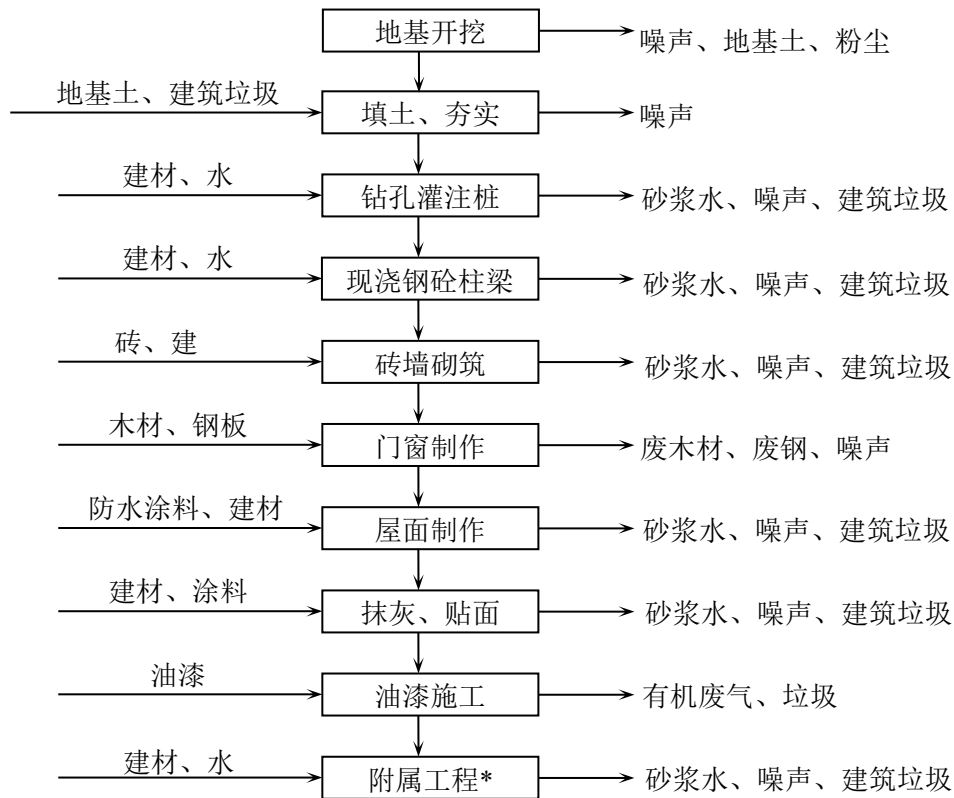 地基开挖
噪声、地基土、粉尘
地基土、建筑垃圾
填土、夯实
噪声
建材、水
钻孔灌注桩
砂浆水、噪声、建筑垃圾
建材、水
现浇钢砼柱梁
砂浆水、噪声、建筑垃圾
砖、建
砖墙砌筑
砂浆水、噪声、建筑垃圾
木材、钢板
门窗制作
废木材、废钢、噪声
防水涂料、建材
屋面制作
砂浆水、噪声、建筑垃圾
建材、涂料
抹灰、贴面
砂浆水、噪声、建筑垃圾
油漆
油漆施工
有机废气、垃圾
建材、水
附属工程*
砂浆水、噪声、建筑垃圾